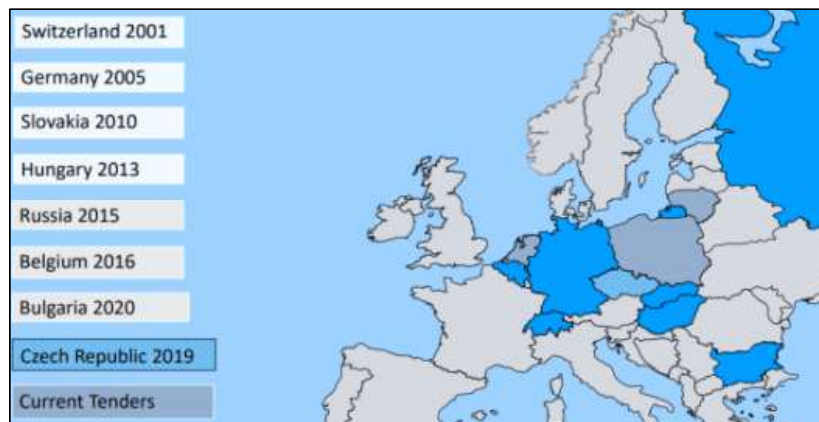 Switzerland 2001
Germany 2005
Slovakia 2010
Hungary 2013
Russia 2015
Belgium 2016
Bulgaria 2020
Czech Republic 2019
Current Tenders